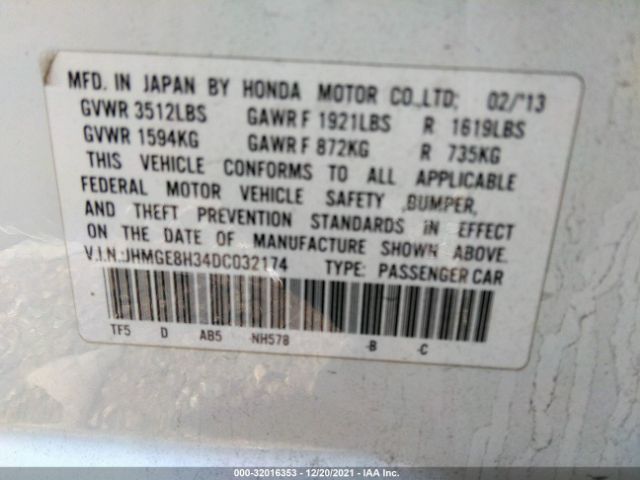 MFD. IN JAPAN BY HONDA MOTOR CO.,LTD; 02/'13
GVWR 3512LBS GAWR F 1921LBS R 1619LBS
GVWR 1594KG GAWR F 872KG R 735KG
THIS VEHICLE CONFORMS TO ALL APPLICABLE
FEDERAL MOTOR VEHICLE SAFETY ,BUMPER,
AND THEFT PREVENTION STANDARDS IN EFFECT
ON THE DATE OF MANUFACTURE SHOWN ABOVE.
V.I.N.:JHMGE8H34DC032174 TYPE: PASSENGER CAR
TF5 D AB5 -NH578 -B -C
000-32016353 - 12/20/2021 - IAA Inc.